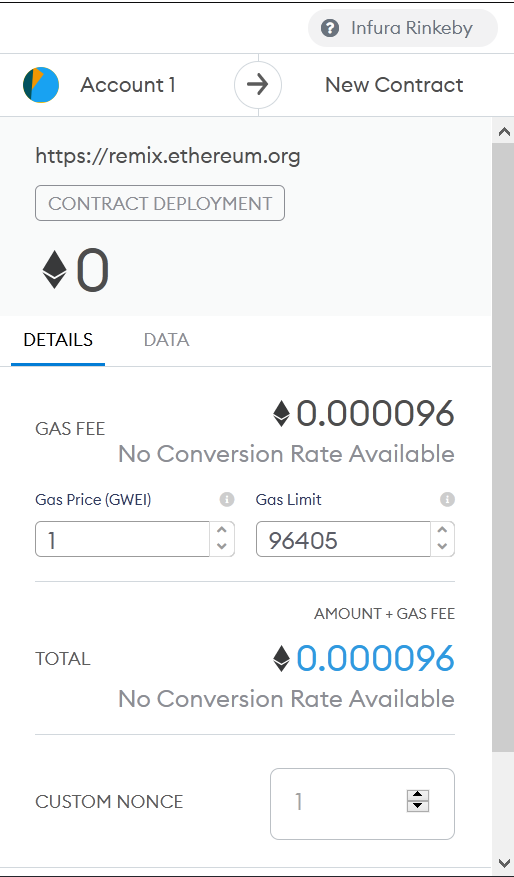 Infura Rinkeby
Account 1
New Contract
https://remix.ethereum.org
CONTRACT DEPLOYMENT
0
DETAILS
DATA
GAS FEE
0.000096
No Conversion Rate Available
Gas Price (GWEI)
Gas Limit
1
96405
AMOUNT + GAS FEE
TOTAL
0.000096
No Conversion Rate Available
CUSTOM NONCE
1